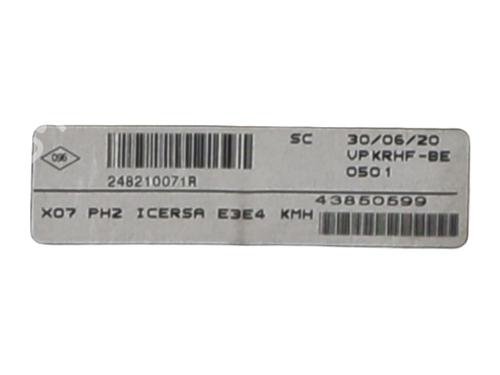 096
248210071R
SC 30/06/20
VPKRHF-BE
0501
43850599
X07 PH2 ICERSA E3E4 KMH